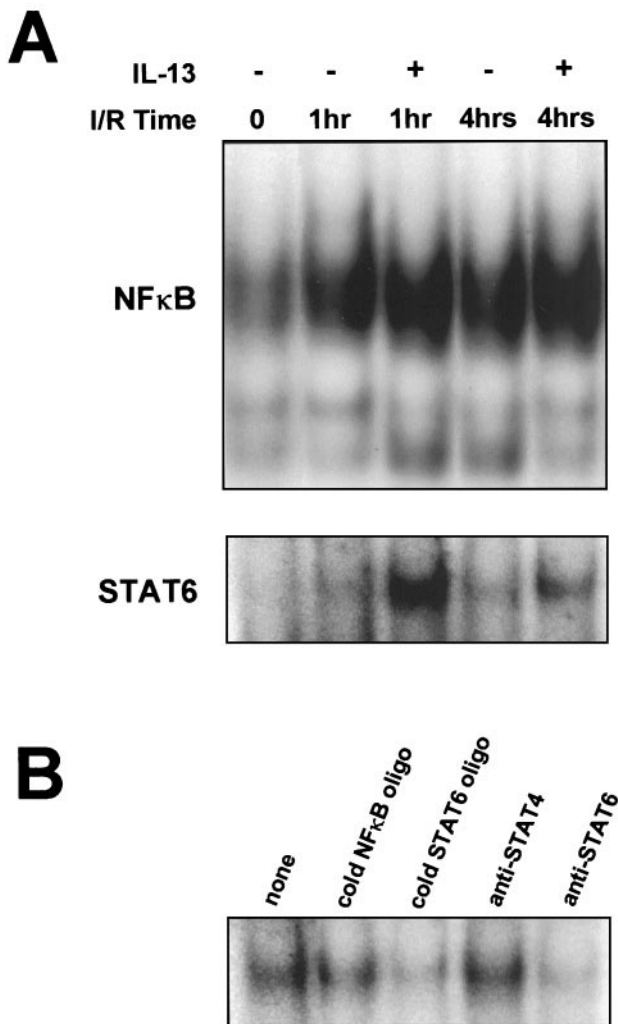 A
IL-13 - - + - +
I/R Time 0 1hr 1hr 4hrs 4hrs
NFκB
STAT6
B
none cold NFκB oligo cold STAT6 oligo anti-STAT4 anti-STAT6